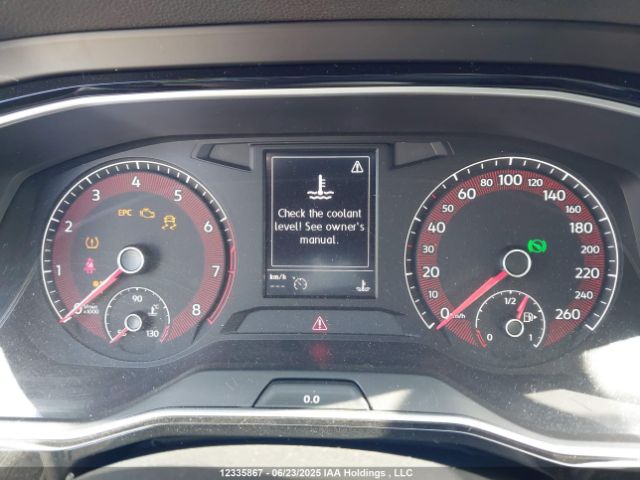 3 4 5
2 6
1 7
0 8
EPC
1/min
x1000
90
50 130
°C
Check the coolant
level! See owner's
manual.
km/h
---
80 100 120
60 140
160
40 180
200
20 220
240
0 km/h 260
1/2
0 1
0.0
12335867 - 06/23/2025 IAA Holdings , LLC